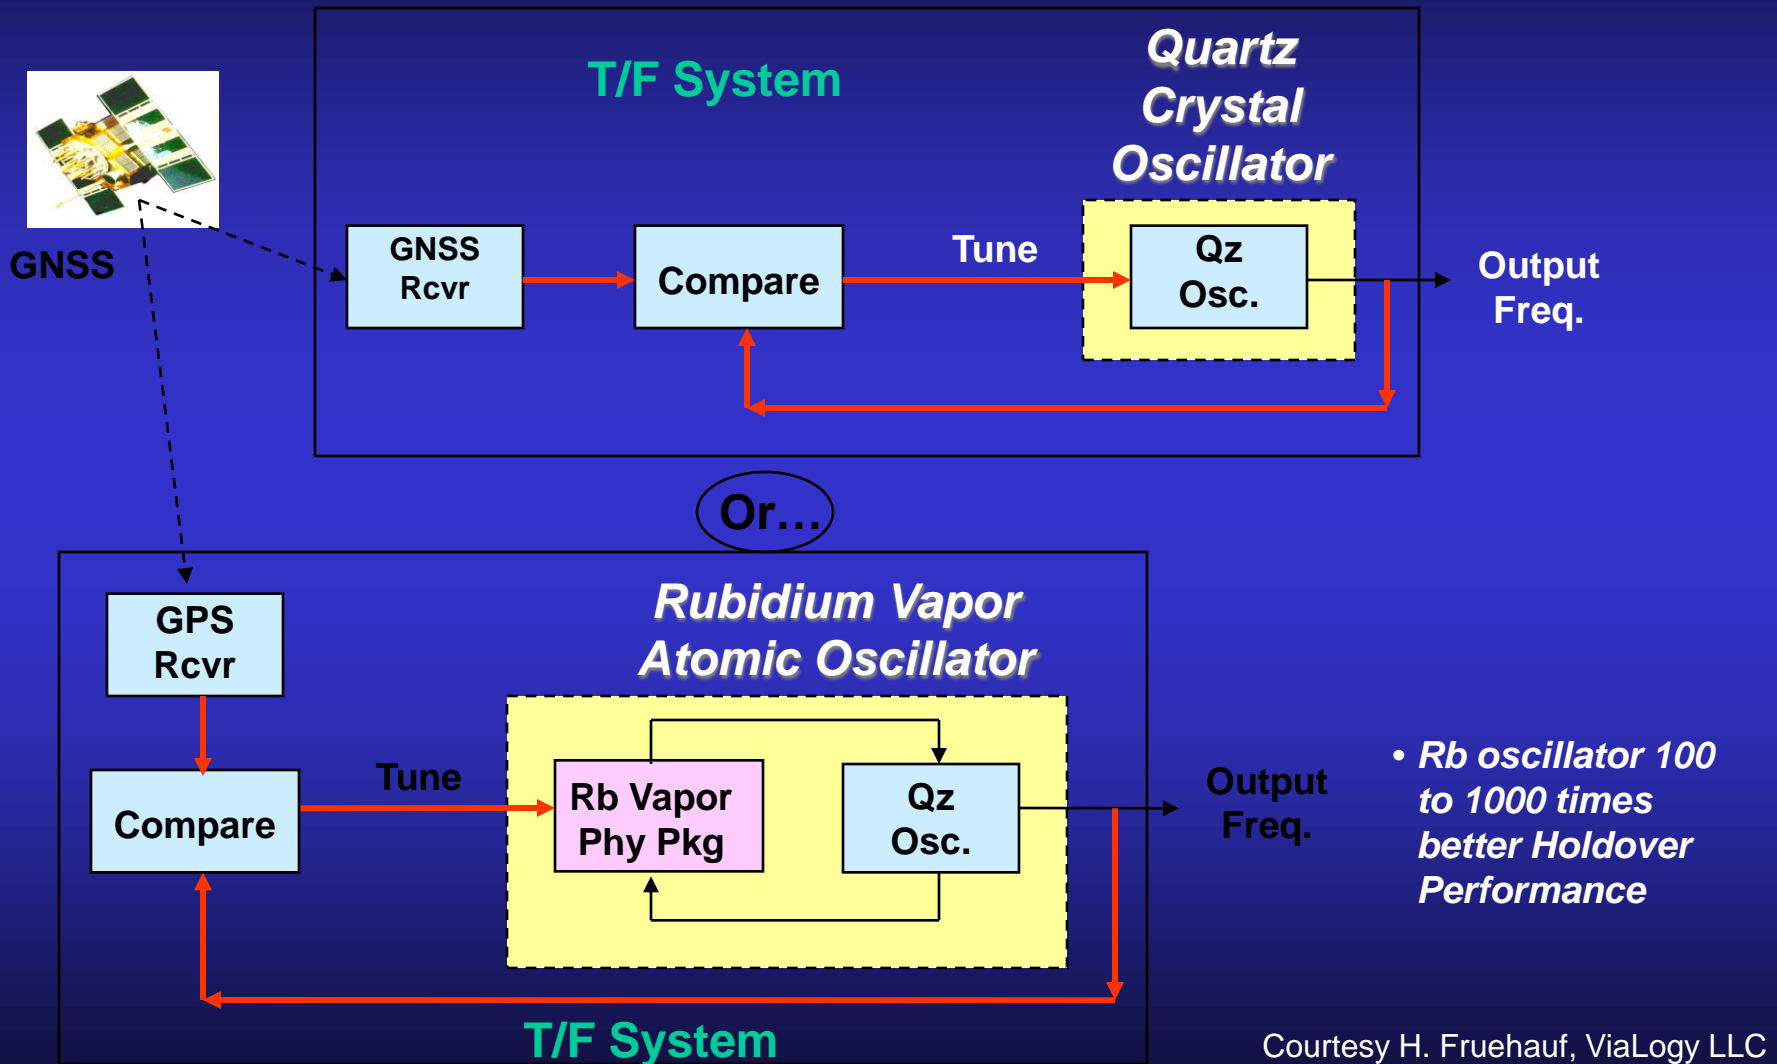 T/F System
Quartz
Crystal
Oscillator
GNSS
GNSS
Rcvr
Compare
Tune
Qz
Osc.
Output
Freq.
Or...
GPS
Rcvr
Rubidium Vapor
Atomic Oscillator
Compare
Tune
Rb Vapor
Phy Pkg
Qz
Osc.
Output
Freq.
• Rb oscillator 100
to 1000 times
better Holdover
Performance
T/F System
Courtesy H. Fruehauf, ViaLogy LLC